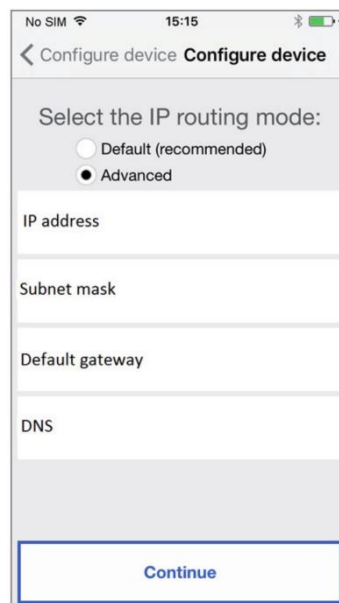 No SIM 15:15
Configure device Configure device
Select the IP routing mode:
Default (recommended)
Advanced
IP address
Subnet mask
Default gateway
DNS
Continue